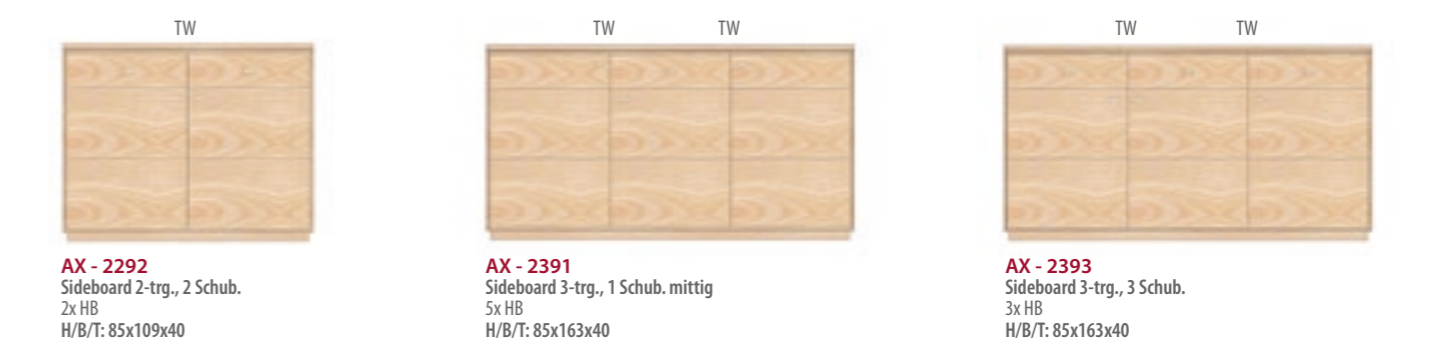 TW
TW TW
TW TW
AX - 2292
Sideboard 2-trg., 2 Schub.
2x HB
H/B/T: 85x109x40
AX - 2391
Sideboard 3-trg., 1 Schub. mittig
5x HB
H/B/T: 85x163x40
AX - 2393
Sideboard 3-trg., 3 Schub.
3x HB
H/B/T: 85x163x40